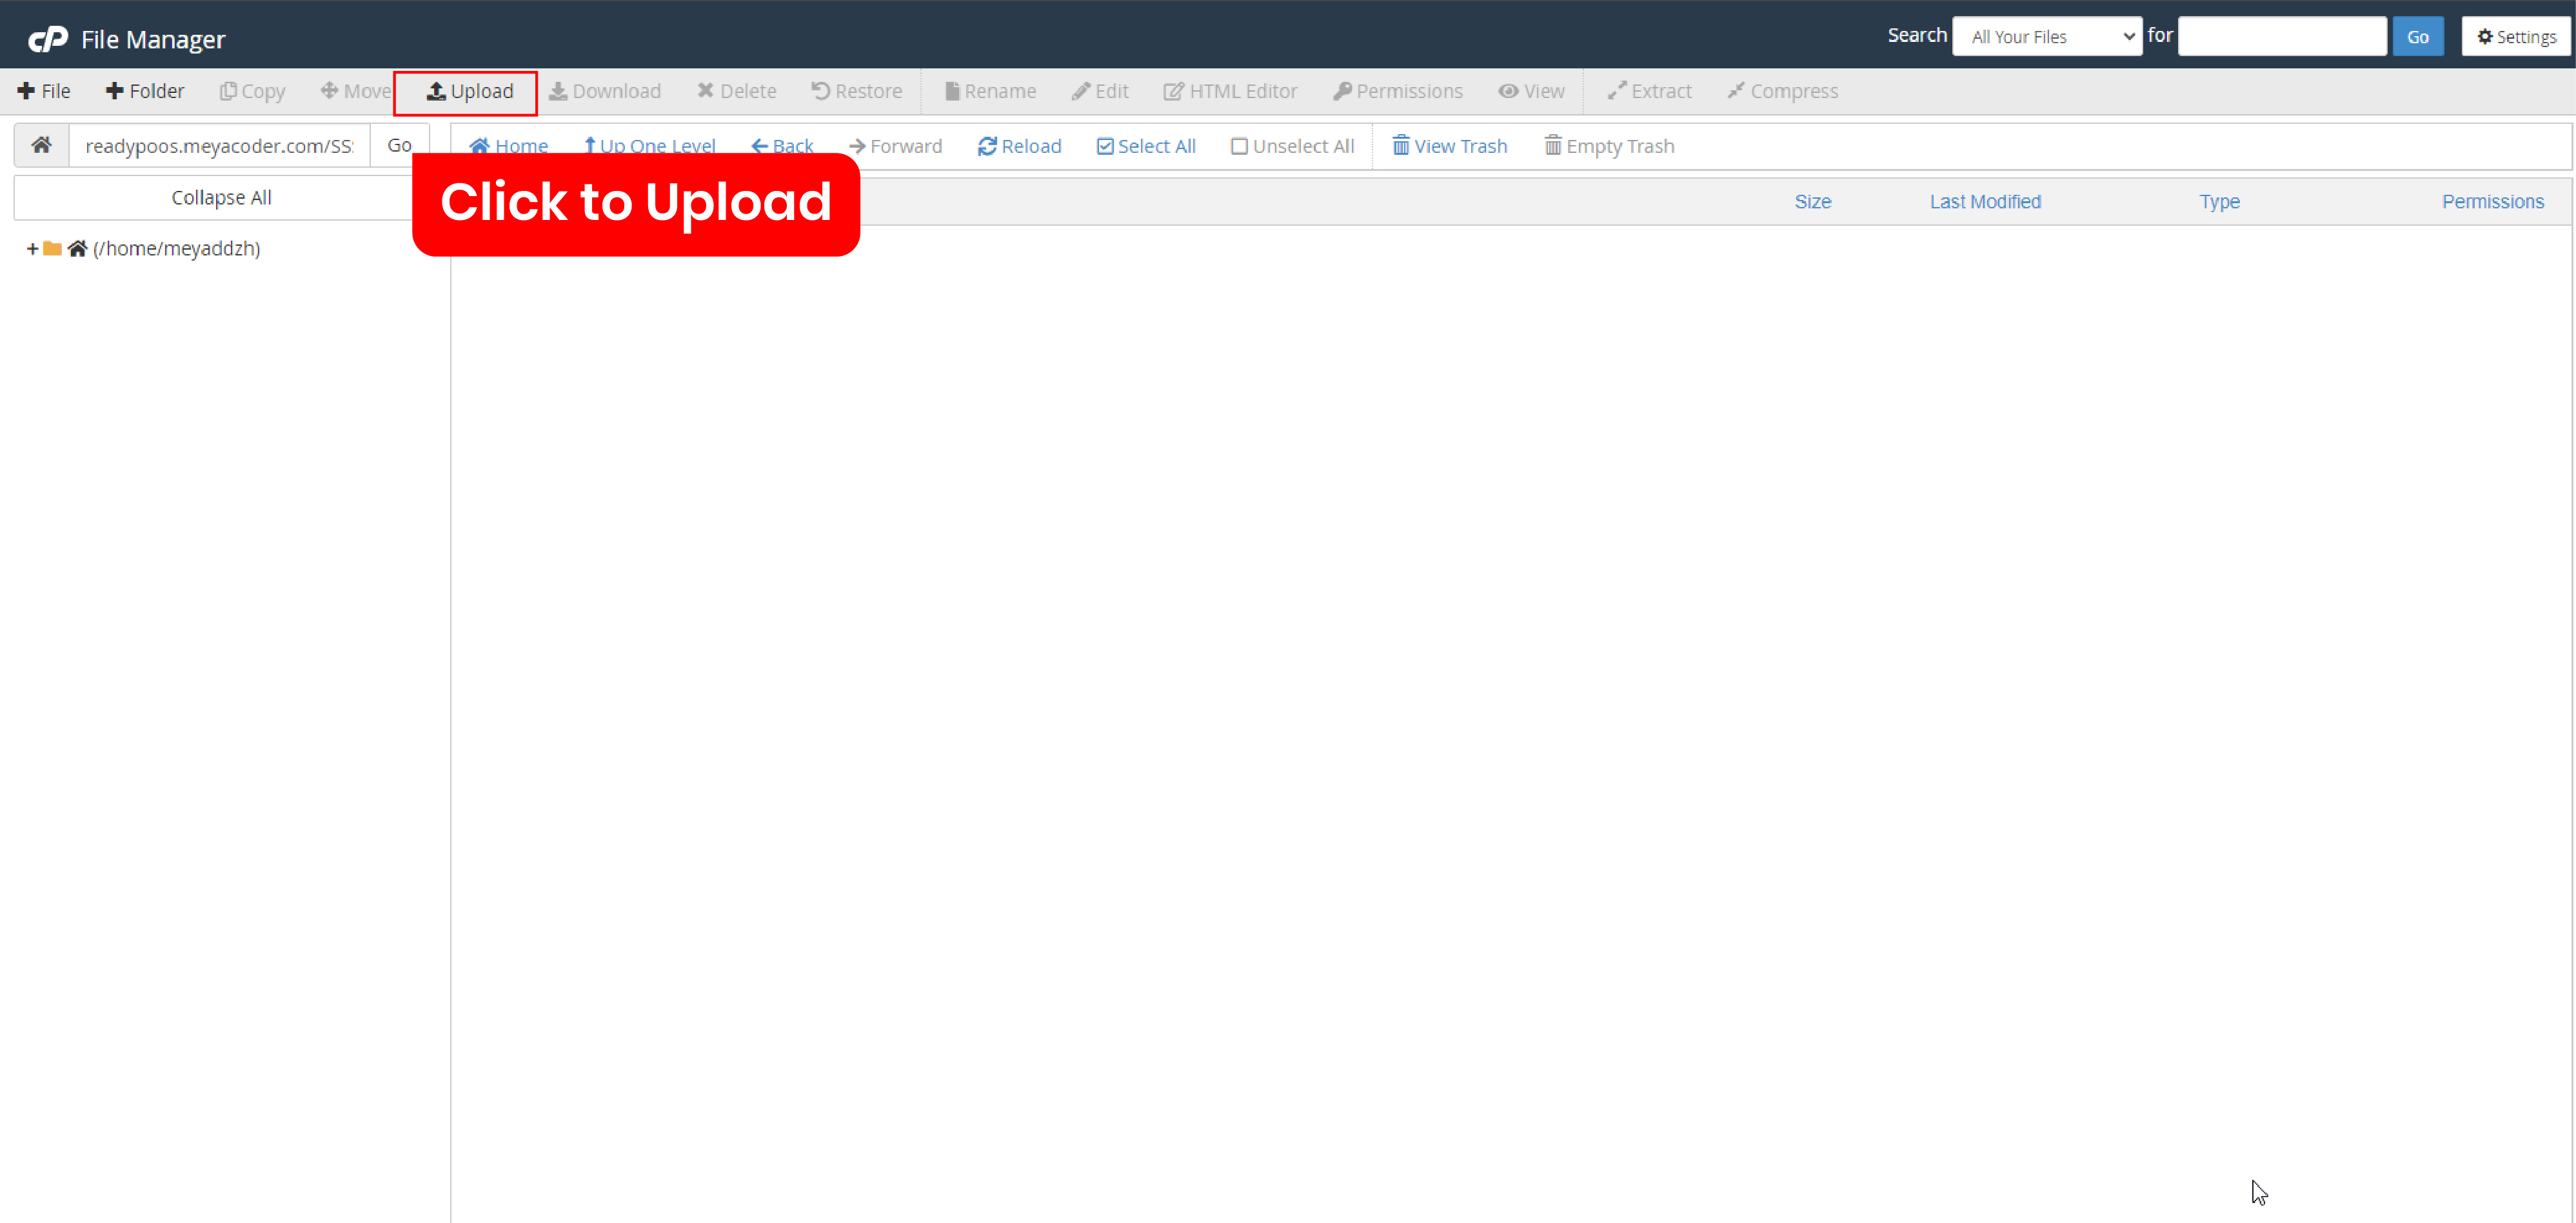 cP File Manager Search All Your Files for Go Settings
File Folder Copy Move Upload Download Delete Restore Rename Edit HTML Editor Permissions View Extract Compress
readypoos.meyacoder.com/SS Go Home Up One Level Back Forward Reload Select All Unselect All View Trash Empty Trash
Collapse All
Click to Upload
Size Last Modified Type Permissions
(/home/meyaddzh)